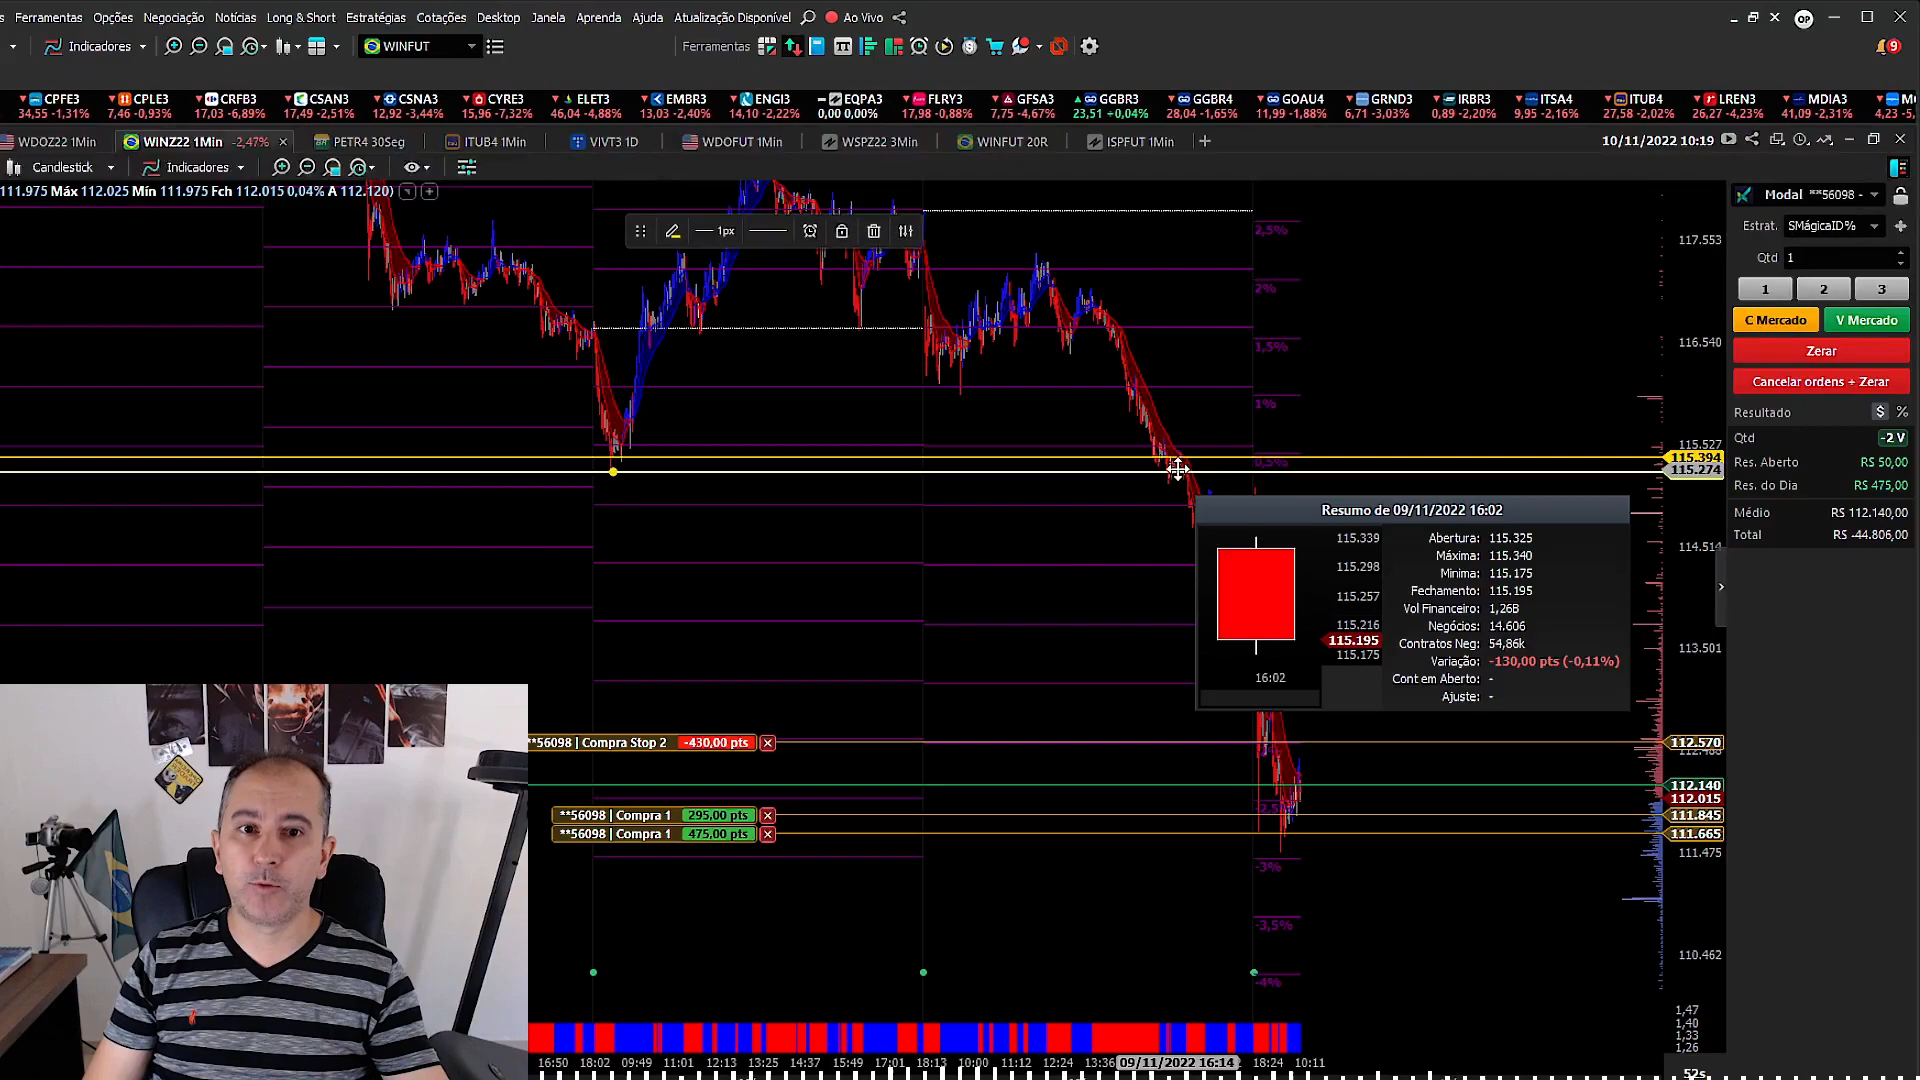 s Ferramentas Opções Negociação Notícias Long & Short Estratégias Cotações Desktop Janela Aprenda Ajuda Atualização Disponível Ao Vivo OP
Indicadores WINFUT Ferramentas 9
CPFE3 CPLE3 CRFB3 CSAN3 CSNA3 CYRE3 ELET3 EMBR3 ENGI3 EQPA3 FLRY3 GFSA3 GGBR3 GGBR4 GOAU4 GRND3 IRBR3 ITSA4 ITUB4 LREN3 MDIA3
34,55 -1,31% 7,46 -0,93% 17,03 -6,89% 17,49 -2,51% 12,92 -3,44% 15,96 -7,32% 46,04 -4,88% 13,03 -2,40% 14,10 -2,22% 0,00 0,00% 17,98 -0,88% 7,75 -4,67% 23,51 +0,04% 28,04 -1,65% 11,99 -1,88% 6,71 -3,03% 0,89 -2,20% 9,95 -2,16% 27,58 -2,02% 26,27 -4,23% 41,09 -2,31% 4,23 -5,
WDOZ22 1Min WINZ22 1Min -2,47% PETR4 30Seg ITUB4 1Min VIVT3 1D WDOFUT 1Min WSPZ22 3Min WINFUT 20R ISPFUT 1Min 10/11/2022 10:19
Candlestick Indicadores
111.975 Máx 112.025 Mín 111.975 Fch 112.015 0,04% A 112.120)
1px
2,5%
2%
1,5%
1%
0,5%
-3%
-3,5%
-4%
117.553
116.540
115.527
115.394
115.274
114.514
113.501
112.570
112.140
112.015
111.845
111.665
111.475
110.462
1,47
1,40
1,33
1,26
52s
Resumo de 09/11/2022 16:02
115.339
115.298
115.257
115.216
115.195
115.175
16:02
Abertura: 115.325
Máxima: 115.340
Minima: 115.175
Fechamento: 115.195
Vol Financeiro: 1,26B
Negócios: 14.606
Contratos Neg: 54,86k
Variação: -130,00 pts (-0,11%)
Cont em Aberto: -
Ajuste: -
**56098 | Compra Stop 2 -430,00 pts
**56098 | Compra 1 295,00 pts
**56098 | Compra 1 475,00 pts
16:50 18:02 09:49 11:01 12:13 13:25 14:37 15:49 17:01 18:13 10:00 11:12 12:24 13:36 09/11/2022 16:14 18:24 10:11
Modal **56098 -
Estrat. SMágicaID%
Qtd 1
1 2 3
C Mercado V Mercado
Zerar
Cancelar ordens + Zerar
Resultado $ %
Qtd -2 V
Res. Aberto R$ 50,00
Res. do Dia R$ 475,00
Médio R$ 112.140,00
Total R$ -44.806,00